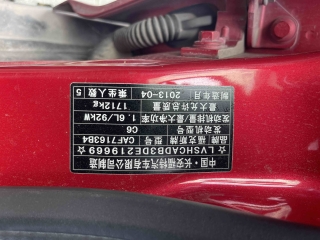 中国·长安福特汽车有限公司制造
☆LVSHCADB3DE219669☆
品牌 福克斯牌 CAF7163B4
发动机型号 C6
发动机排量/最大净功率 1.6L/92kW
最大允许总质量 1712kg
制造年月 2013-04 乘坐人数 5